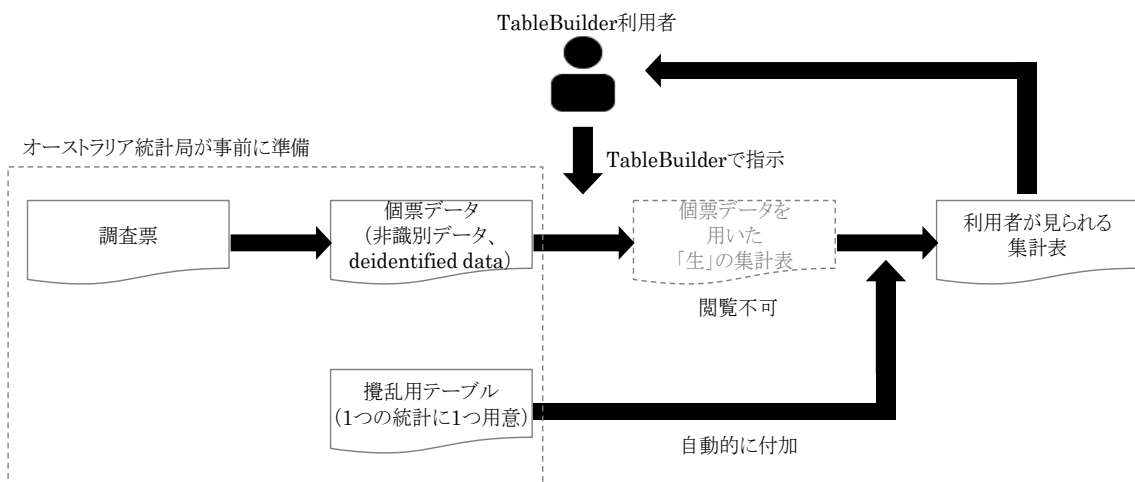 TableBuilder利用者
オーストラリア統計局が事前に準備
TableBuilderで指示
調査票
個票データ
(非識別データ、
deidentified data)
個票データを
用いた
「生」の集計表
利用者が見られる
集計表
閲覧不可
攪乱用テーブル
(1つの統計に1つ用意)
自動的に付加